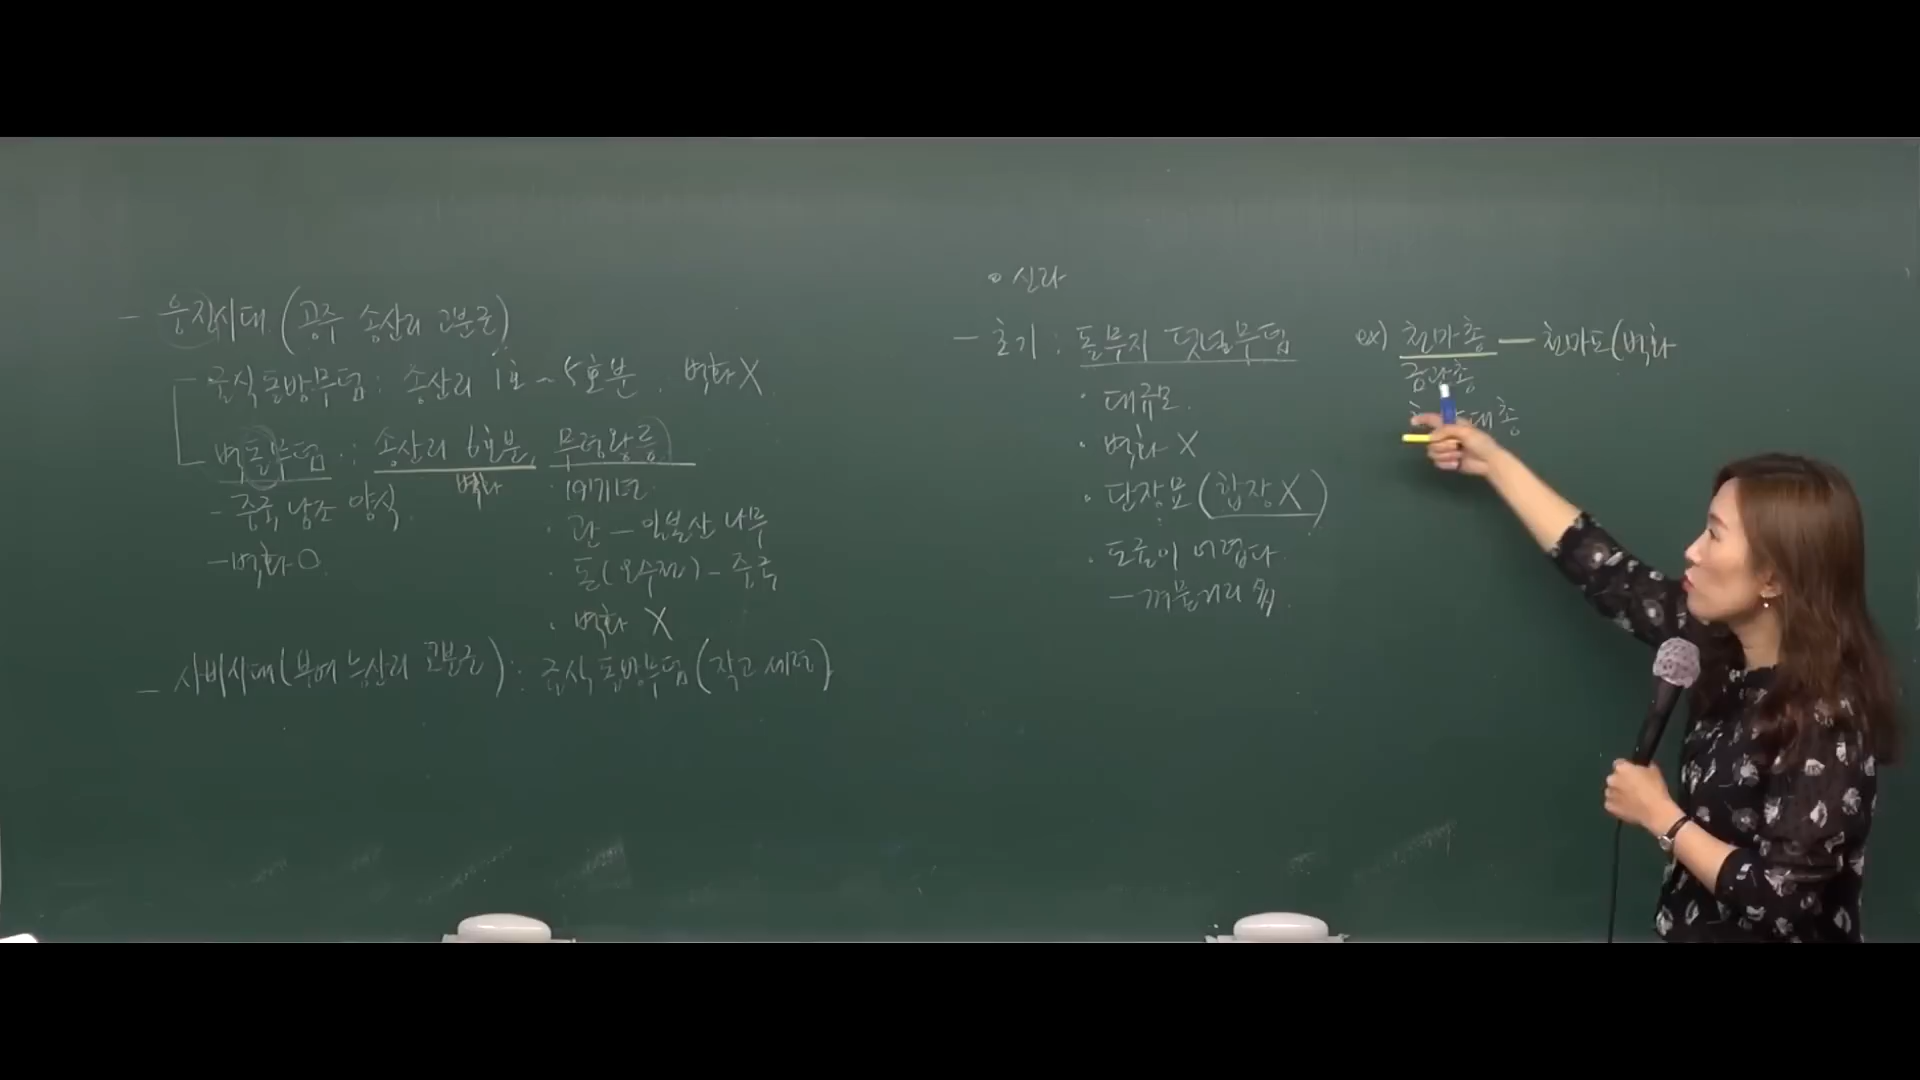 - 웅진시대 (공주 송산리 고분군)
굴식돌방무덤 : 송산리 1호 ~ 5호분. 벽화 X
벽돌무덤 : 송산리 6호분, 무령왕릉
벽화
- 중국 남조 양식
- 벽화 O
· 1971년
· 관 - 일본산 나무
· 돈(오수전) - 중국
· 벽화 X
- 사비시대 (부여 능산리 고분군) : 굴식돌방무덤 (작고 세련)
신라
- 초기 : 돌무지 덧널무덤
· 대규모
· 벽화 X
· 단장묘 (합장 X)
· 도굴이 어렵다
- 껴묻거리 多
ex) 천마총 - 천마도(벽화
금관총
대총